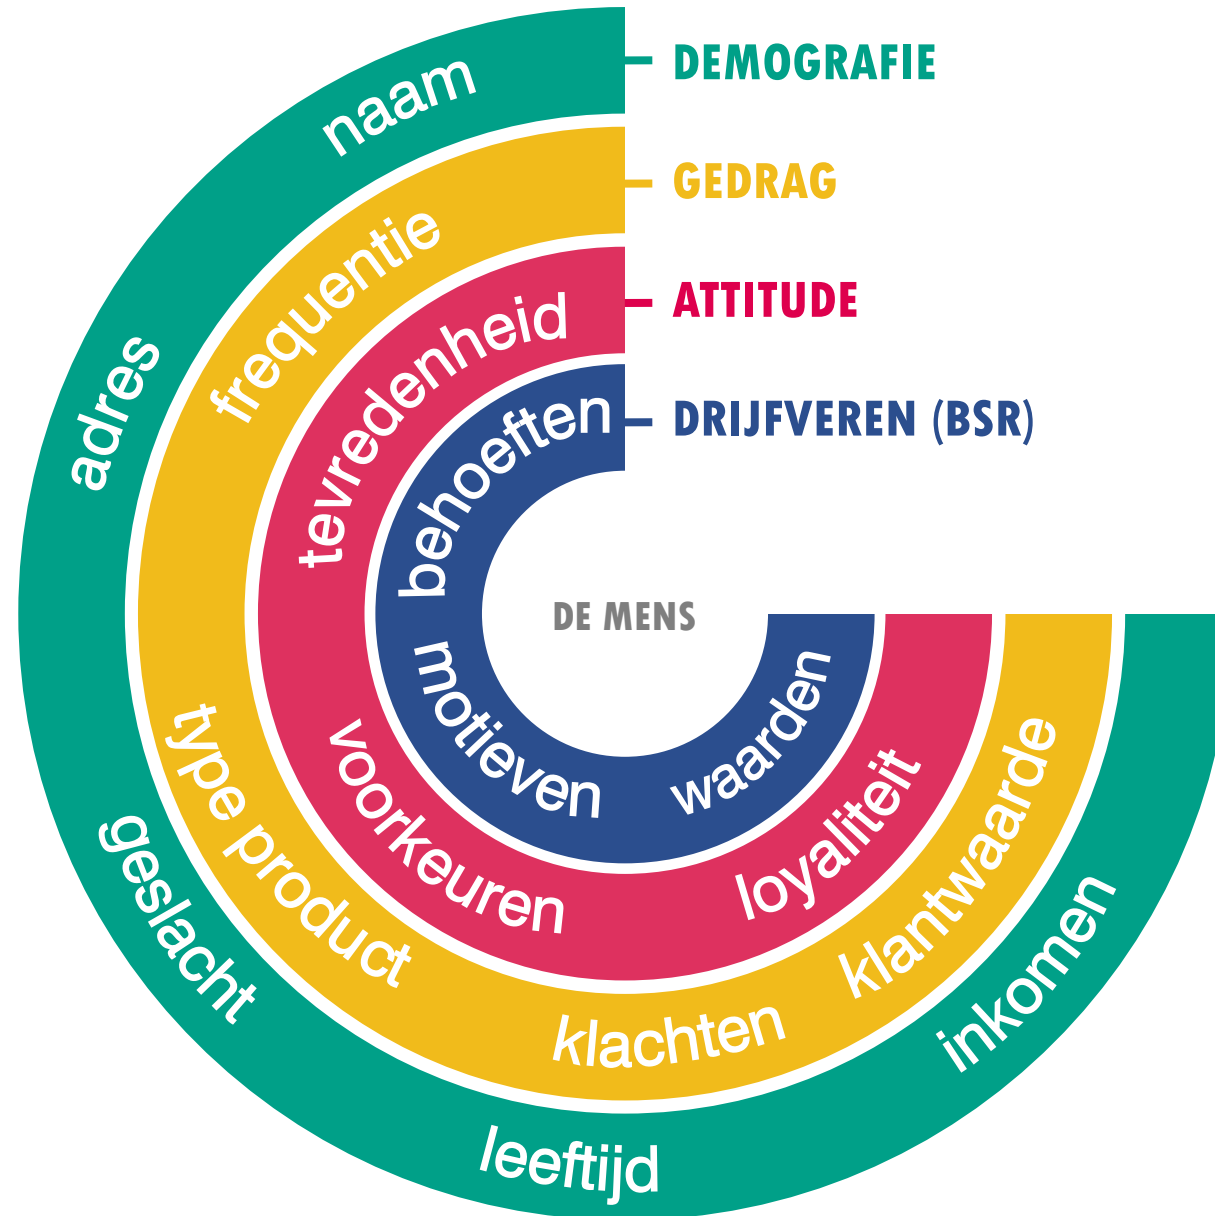 DEMOGRAFIE
naam
adres
geslacht
leeftijd
inkomen
GEDRAG
frequentie
type product
klachten
klantwaarde
ATTITUDE
tevredenheid
voorkeuren
loyaliteit
DRIJFVEREN (BSR)
behoeften
motieven
waarden
DE MENS